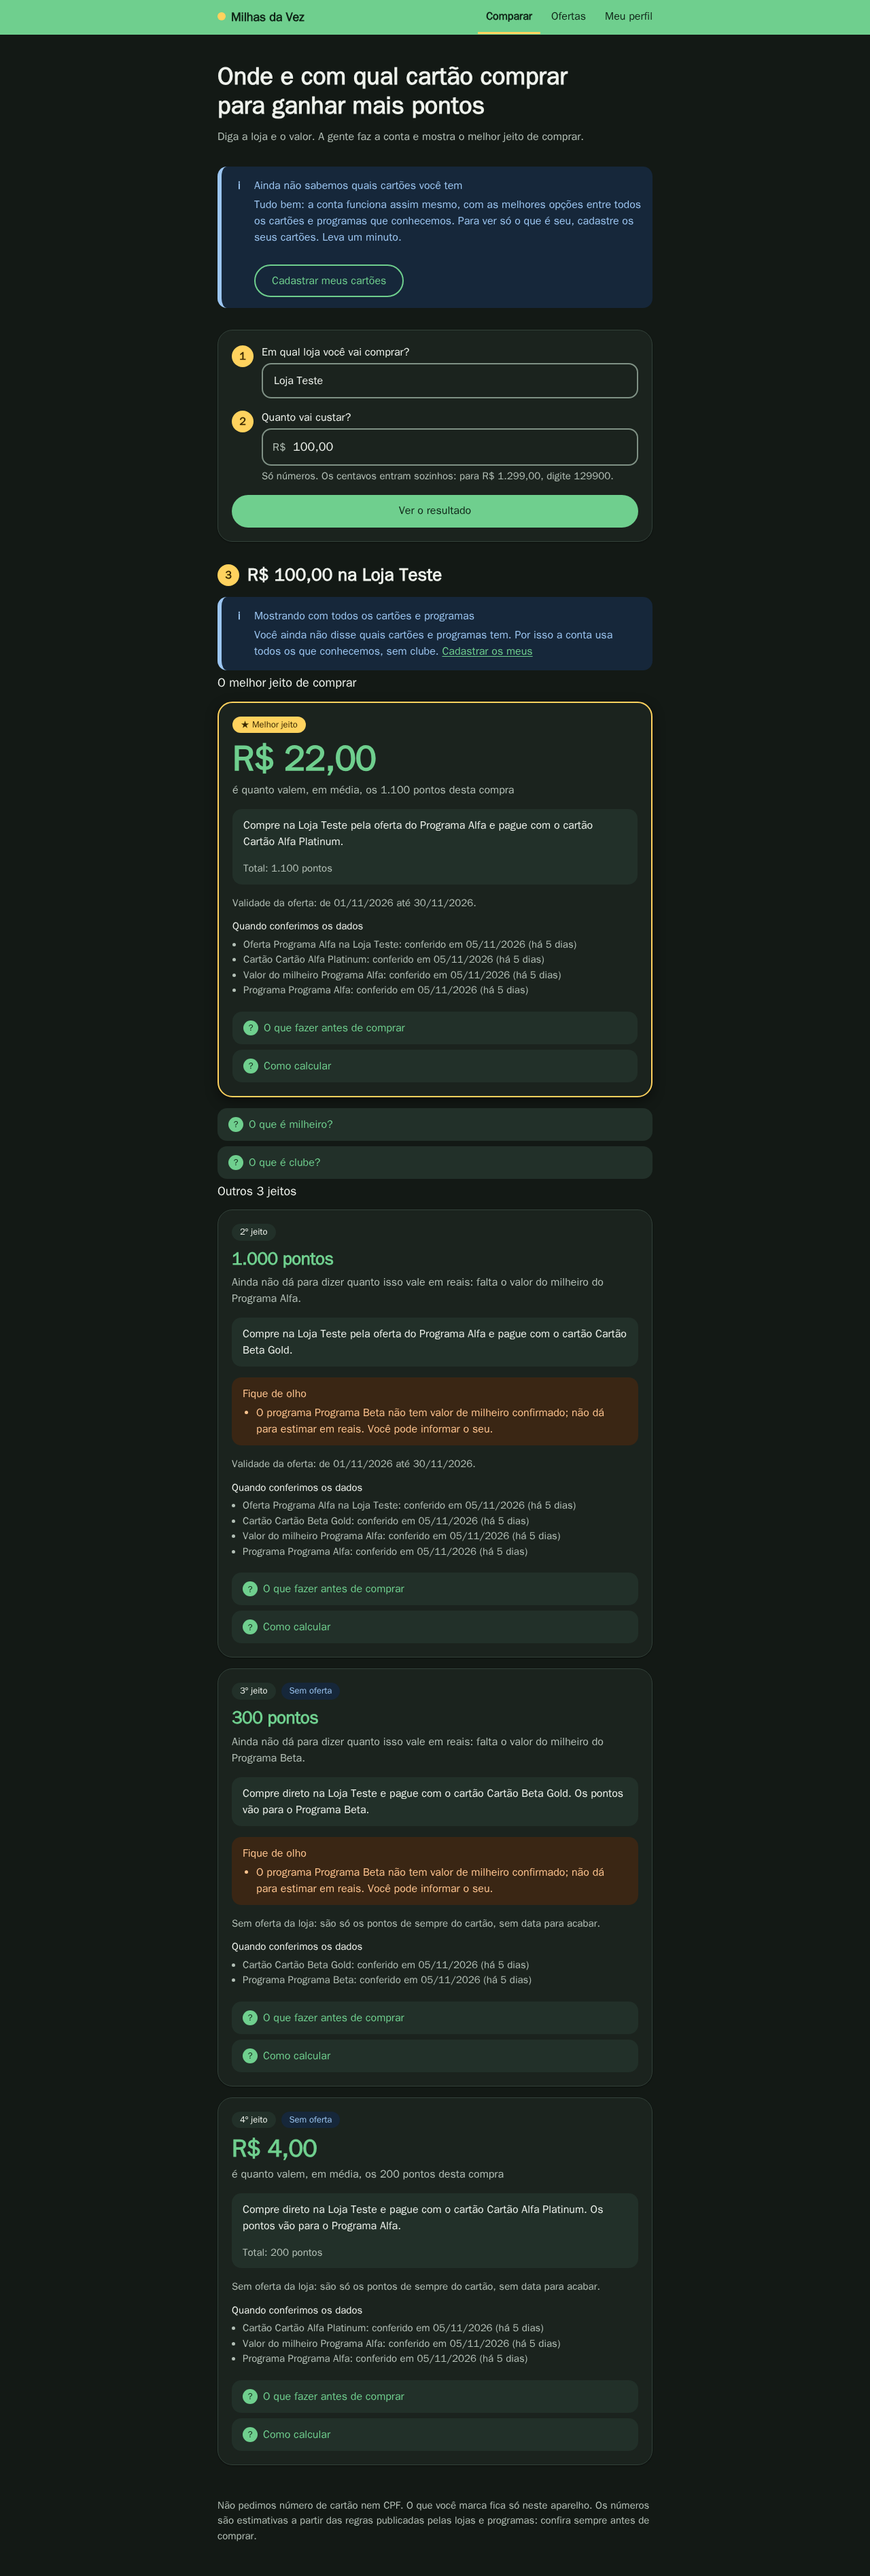 Milhas da Vez
Comparar
Ofertas
Meu perfil
Onde e com qual cartão comprar
para ganhar mais pontos
Diga a loja e o valor. A gente faz a conta e mostra o melhor jeito de comprar.
i
Ainda não sabemos quais cartões você tem
Tudo bem: a conta funciona assim mesmo, com as melhores opções entre todos
os cartões e programas que conhecemos. Para ver só o que é seu, cadastre os
seus cartões. Leva um minuto.
Cadastrar meus cartões
1
Em qual loja você vai comprar?
Loja Teste
2
Quanto vai custar?
R$ 100,00
Só números. Os centavos entram sozinhos: para R$ 1.299,00, digite 129900.
Ver o resultado
3
R$ 100,00 na Loja Teste
i
Mostrando com todos os cartões e programas
Você ainda não disse quais cartões e programas tem. Por isso a conta usa
todos os que conhecemos, sem clube. Cadastrar os meus
O melhor jeito de comprar
★ Melhor jeito
R$ 22,00
é quanto valem, em média, os 1.100 pontos desta compra
Compre na Loja Teste pela oferta do Programa Alfa e pague com o cartão
Cartão Alfa Platinum.
Total: 1.100 pontos
Validade da oferta: de 01/11/2026 até 30/11/2026.
Quando conferimos os dados
• Oferta Programa Alfa na Loja Teste: conferido em 05/11/2026 (há 5 dias)
• Cartão Cartão Alfa Platinum: conferido em 05/11/2026 (há 5 dias)
• Valor do milheiro Programa Alfa: conferido em 05/11/2026 (há 5 dias)
• Programa Programa Alfa: conferido em 05/11/2026 (há 5 dias)
? O que fazer antes de comprar
? Como calcular
? O que é milheiro?
? O que é clube?
Outros 3 jeitos
2º jeito
1.000 pontos
Ainda não dá para dizer quanto isso vale em reais: falta o valor do milheiro do
Programa Alfa.
Compre na Loja Teste pela oferta do Programa Alfa e pague com o cartão Cartão
Beta Gold.
Fique de olho
• O programa Programa Beta não tem valor de milheiro confirmado; não dá
para estimar em reais. Você pode informar o seu.
Validade da oferta: de 01/11/2026 até 30/11/2026.
Quando conferimos os dados
• Oferta Programa Alfa na Loja Teste: conferido em 05/11/2026 (há 5 dias)
• Cartão Cartão Beta Gold: conferido em 05/11/2026 (há 5 dias)
• Valor do milheiro Programa Alfa: conferido em 05/11/2026 (há 5 dias)
• Programa Programa Alfa: conferido em 05/11/2026 (há 5 dias)
? O que fazer antes de comprar
? Como calcular
3º jeito
Sem oferta
300 pontos
Ainda não dá para dizer quanto isso vale em reais: falta o valor do milheiro do
Programa Beta.
Compre direto na Loja Teste e pague com o cartão Cartão Beta Gold. Os pontos
vão para o Programa Beta.
Fique de olho
• O programa Programa Beta não tem valor de milheiro confirmado; não dá
para estimar em reais. Você pode informar o seu.
Sem oferta da loja: são só os pontos de sempre do cartão, sem data para acabar.
Quando conferimos os dados
• Cartão Cartão Beta Gold: conferido em 05/11/2026 (há 5 dias)
• Programa Programa Beta: conferido em 05/11/2026 (há 5 dias)
? O que fazer antes de comprar
? Como calcular
4º jeito
Sem oferta
R$ 4,00
é quanto valem, em média, os 200 pontos desta compra
Compre direto na Loja Teste e pague com o cartão Cartão Alfa Platinum. Os
pontos vão para o Programa Alfa.
Total: 200 pontos
Sem oferta da loja: são só os pontos de sempre do cartão, sem data para acabar.
Quando conferimos os dados
• Cartão Cartão Alfa Platinum: conferido em 05/11/2026 (há 5 dias)
• Valor do milheiro Programa Alfa: conferido em 05/11/2026 (há 5 dias)
• Programa Programa Alfa: conferido em 05/11/2026 (há 5 dias)
? O que fazer antes de comprar
? Como calcular
Não pedimos número de cartão nem CPF. O que você marca fica só neste aparelho. Os números
são estimativas a partir das regras publicadas pelas lojas e programas: confira sempre antes de
comprar.